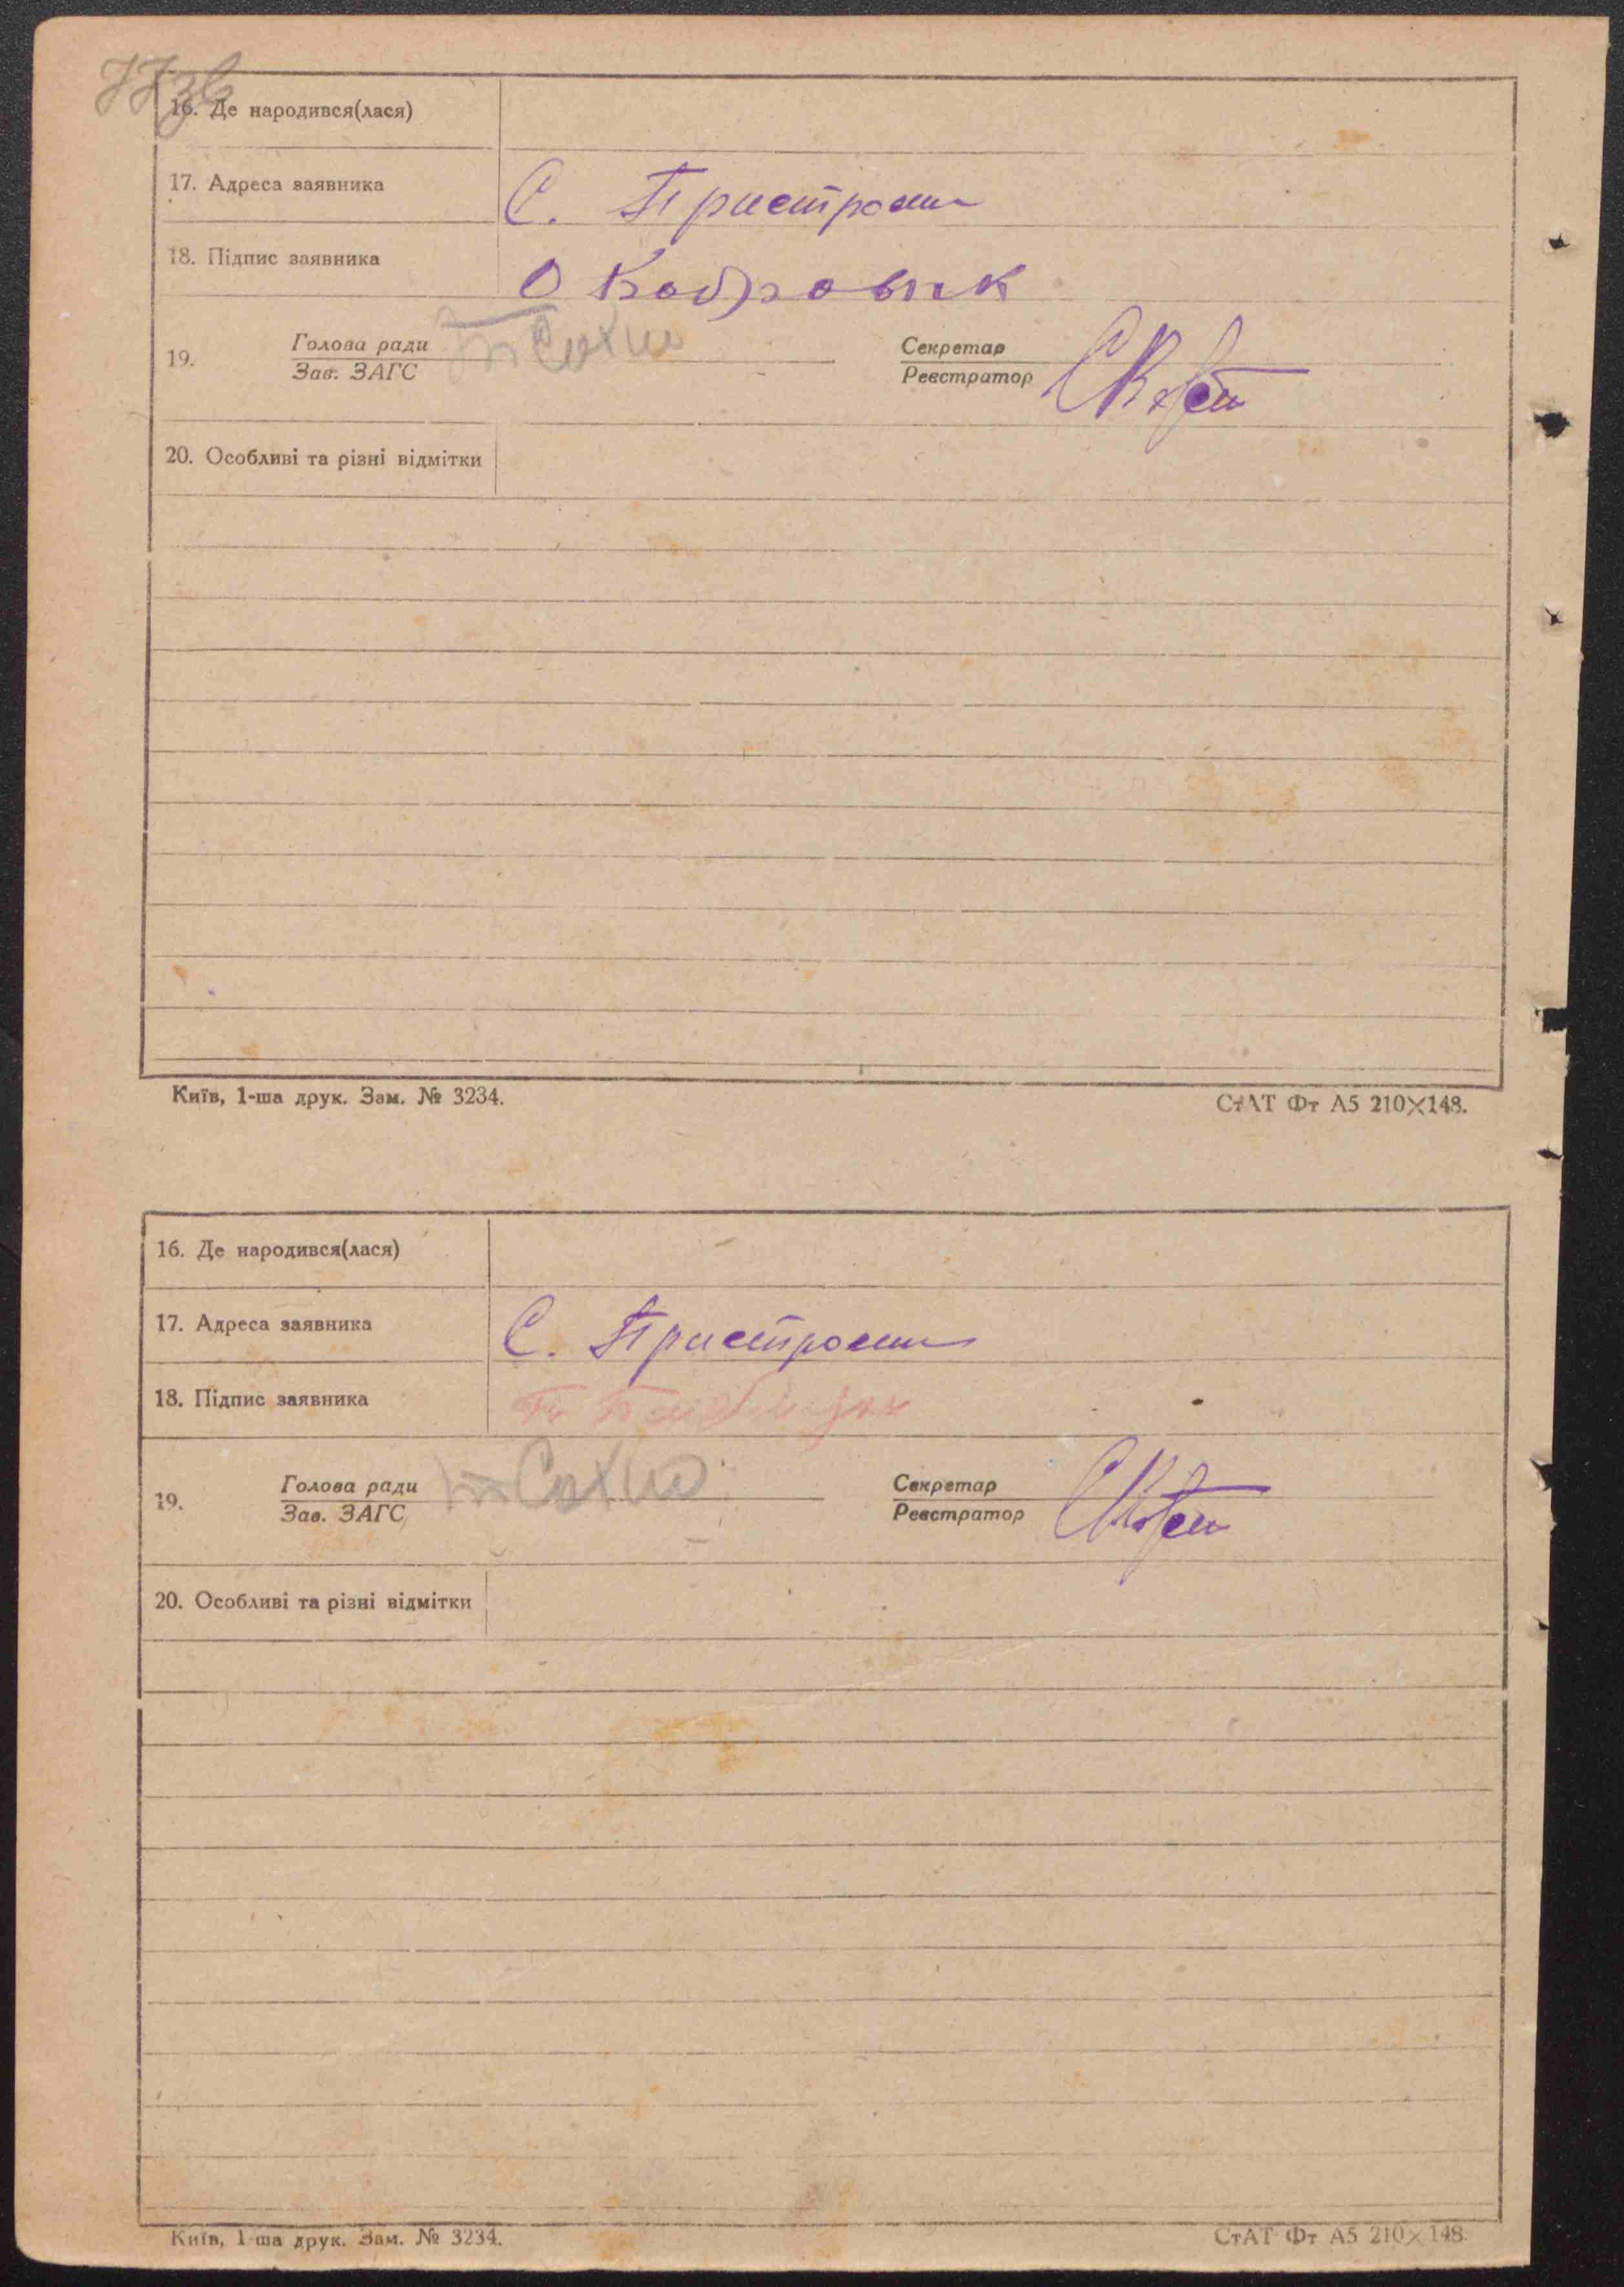 77зв
16. Де народився(лася)
17. Адреса заявника С. Пристроми
18. Підпис заявника О Бобровник
19. Голова ради Секретар
Зав. ЗАГС Реєстратор
20. Особливі та різні відмітки
Київ, 1-ша друк. Зам. № 3234. СтАТ Фт А5 210×148.
16. Де народився(лася)
17. Адреса заявника С. Пристроми
18. Підпис заявника
19. Голова ради Секретар
Зав. ЗАГС Реєстратор
20. Особливі та різні відмітки
Київ, 1-ша друк. Зам. № 3234. СтАТ Фт А5 210×148.